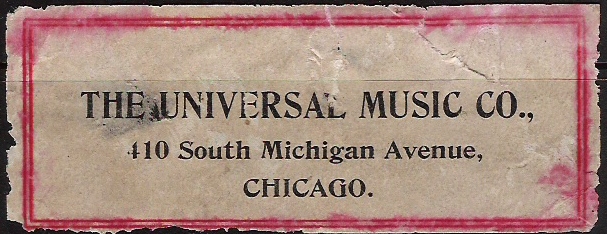 THE UNIVERSAL MUSIC CO.,
410 South Michigan Avenue,
CHICAGO.